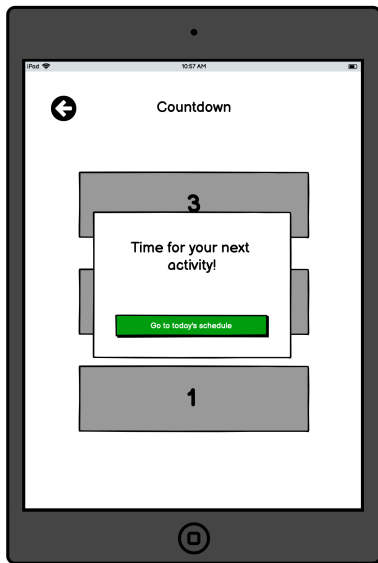 iPad 10:57 AM
Countdown
3
Time for your next
activity!
Go to today's schedule
1